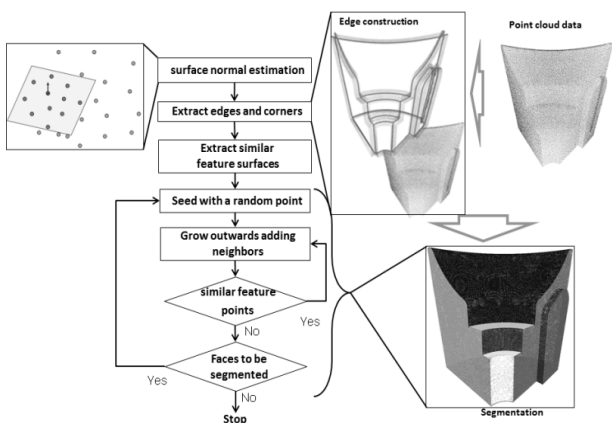 Edge construction
Point cloud data
surface normal estimation
Extract edges and corners
Extract similar
feature surfaces
Seed with a random point
Grow outwards adding
neighbors
similar feature
points
Yes
No
Faces to be
segmented
Yes
No
Stop
Segmentation